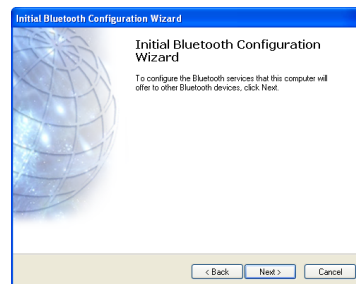 Initial Bluetooth Configuration Wizard
Initial Bluetooth Configuration
Wizard
To configure the Bluetooth services that this computer will
offer to other Bluetooth devices, click Next.
< Back Next > Cancel